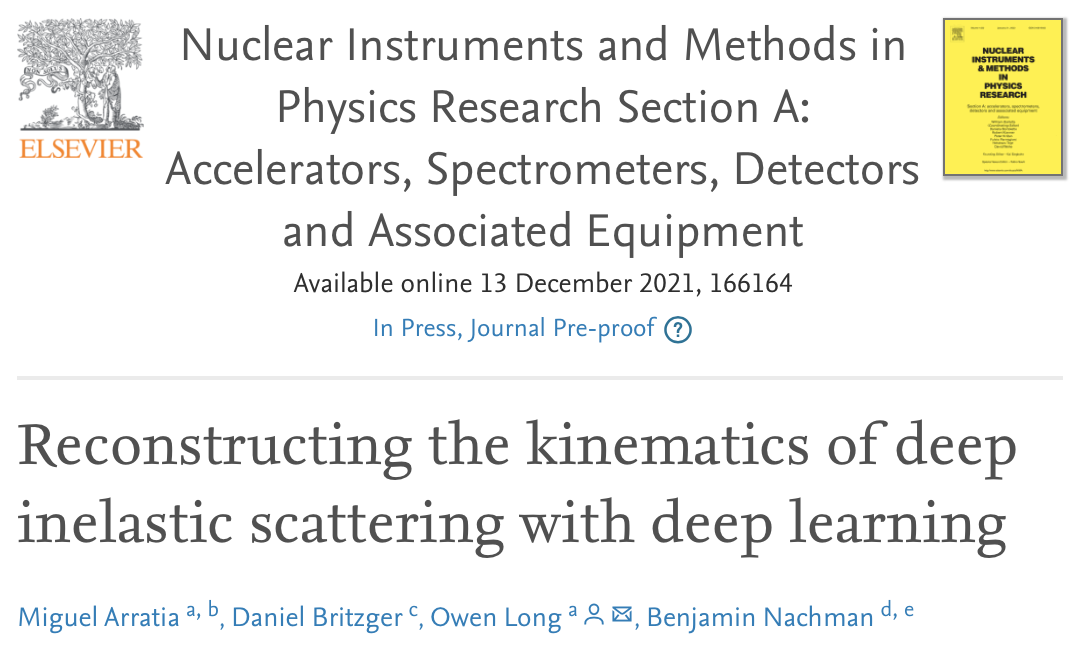 Nuclear Instruments and Methods in
Physics Research Section A:
Accelerators, Spectrometers, Detectors
and Associated Equipment
ELSEVIER
NUCLEAR
INSTRUMENTS
& METHODS
IN
PHYSICS
RESEARCH
Available online 13 December 2021, 166164
In Press, Journal Pre-proof ?
Reconstructing the kinematics of deep
inelastic scattering with deep learning
Miguel Arratia a, b, Daniel Britzger c, Owen Long a, Benjamin Nachman d, e